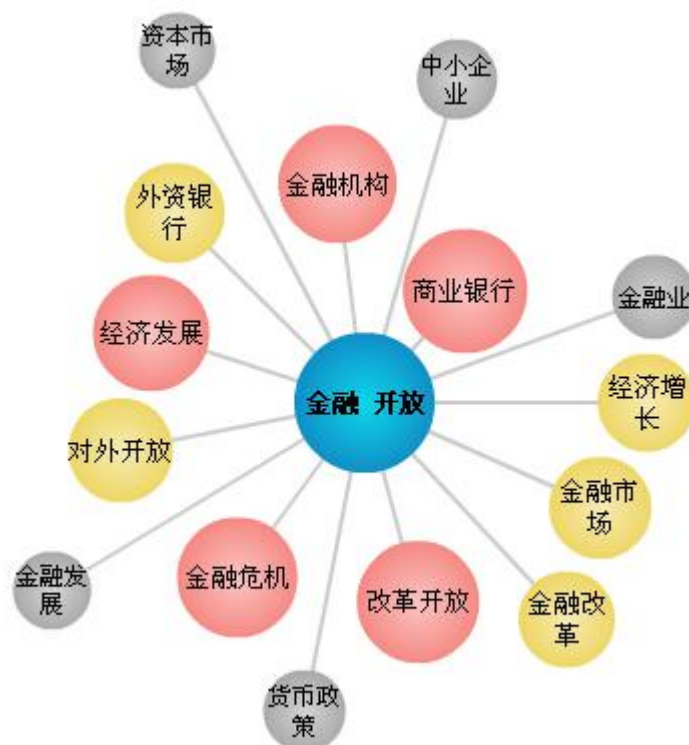 资本市
场
中小企
业
金融机构
外资银
行
商业银行
金融业
经济发展
经济增
长
金融 开放
对外开放
金融市
场
金融发
展
金融危机
改革开放
金融改
革
货币政
策